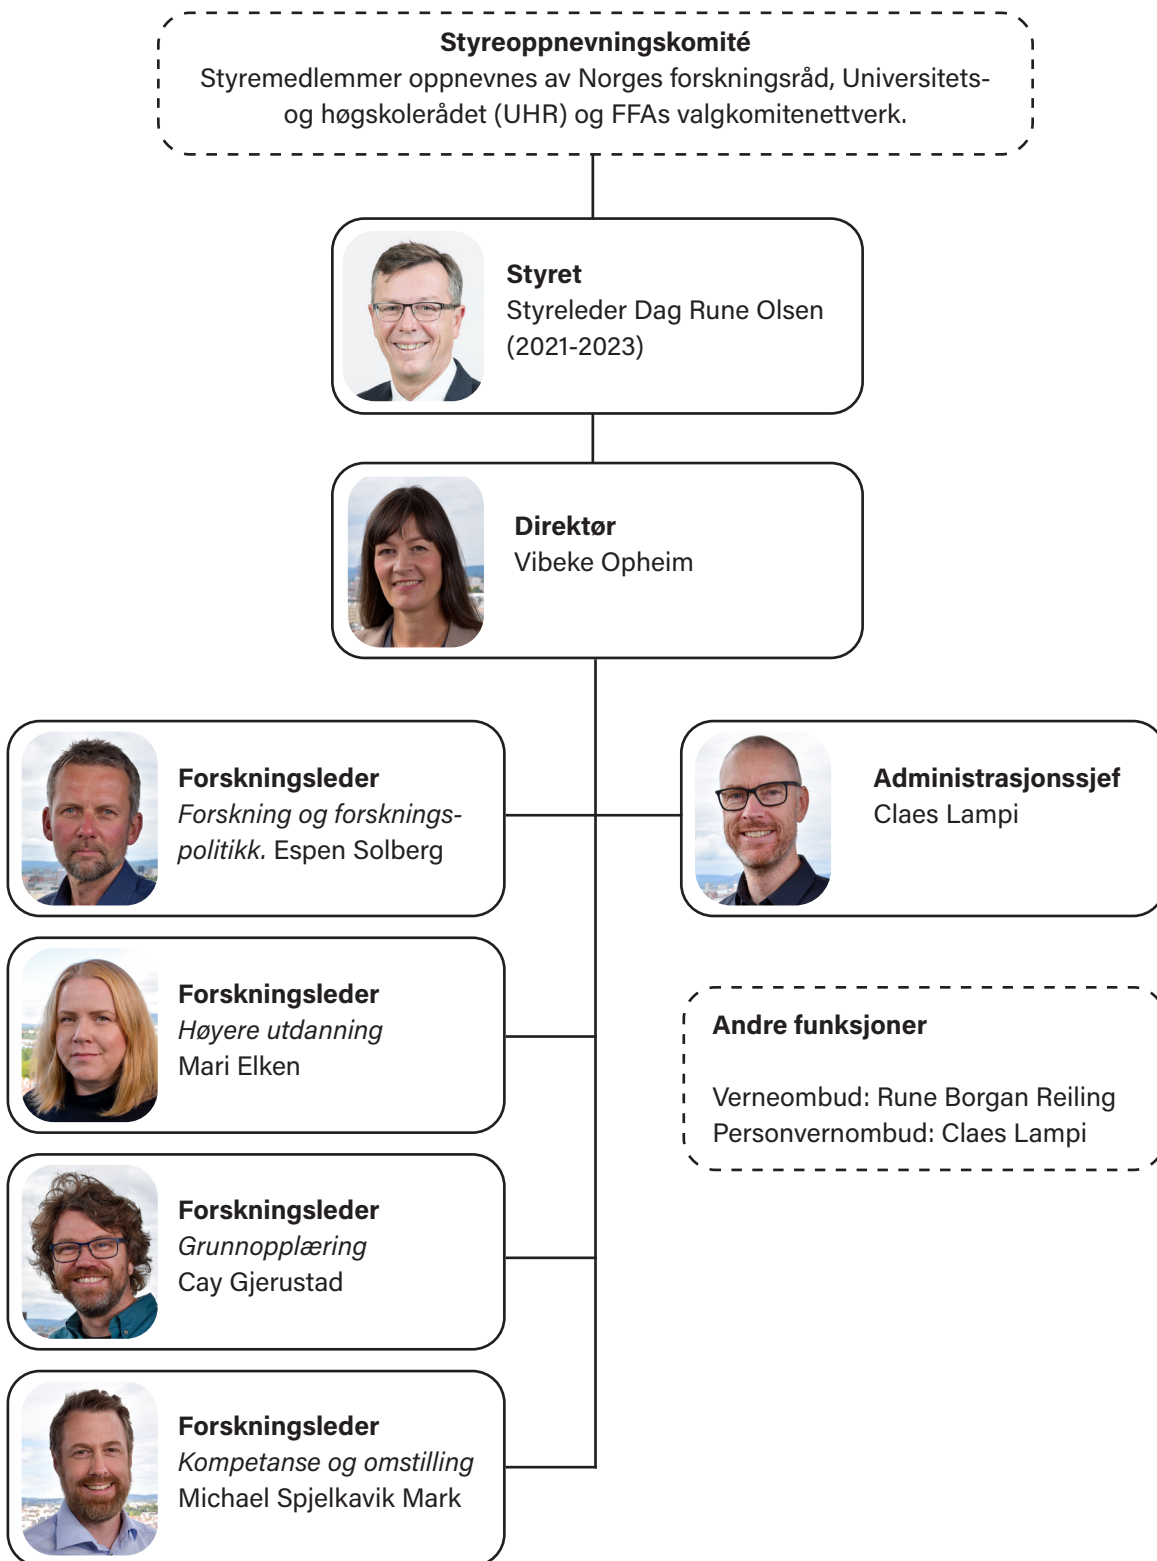 Styreoppnevningskomité
Styremedlemmer oppnevnes av Norges forskningsråd, Universitets-
og høgskolerådet (UHR) og FFAs valgkomitenettverk.
Styret
Styreleder Dag Rune Olsen
(2021-2023)
Direktør
Vibeke Opheim
Forskningsleder
Forskning og forsknings-
politikk. Espen Solberg
Administrasjonssjef
Claes Lampi
Forskningsleder
Høyere utdanning
Mari Elken
Andre funksjoner
Verneombud: Rune Borgan Reiling
Personvernombud: Claes Lampi
Forskningsleder
Grunnopplæring
Cay Gjerustad
Forskningsleder
Kompetanse og omstilling
Michael Spjelkavik Mark